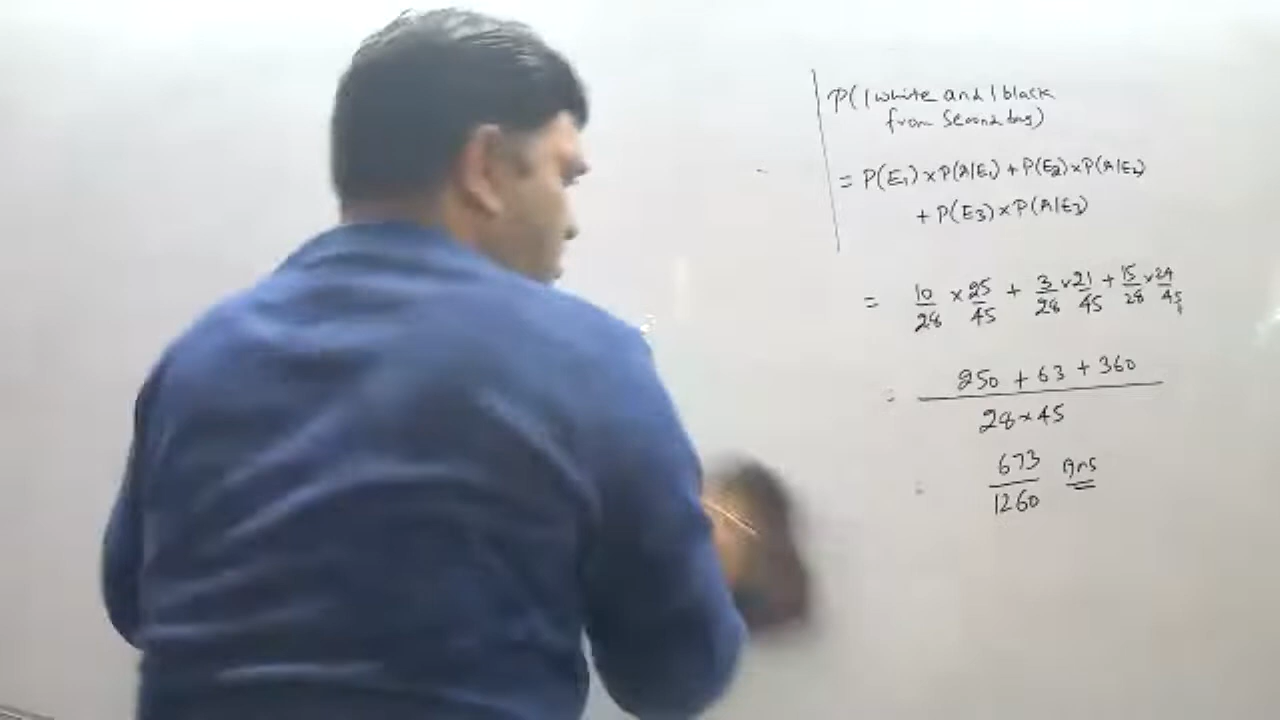 P(1 white and 1 black
from Second bag)
= P(E₁)×P(A|E₁) + P(E₂)×P(A|E₂)
+ P(E₃)×P(A|E₃)
= 10/28 × 25/45 + 3/28 × 21/45 + 15/28 × 24/45
= 250 + 63 + 360
28×45
673 Ans
1260